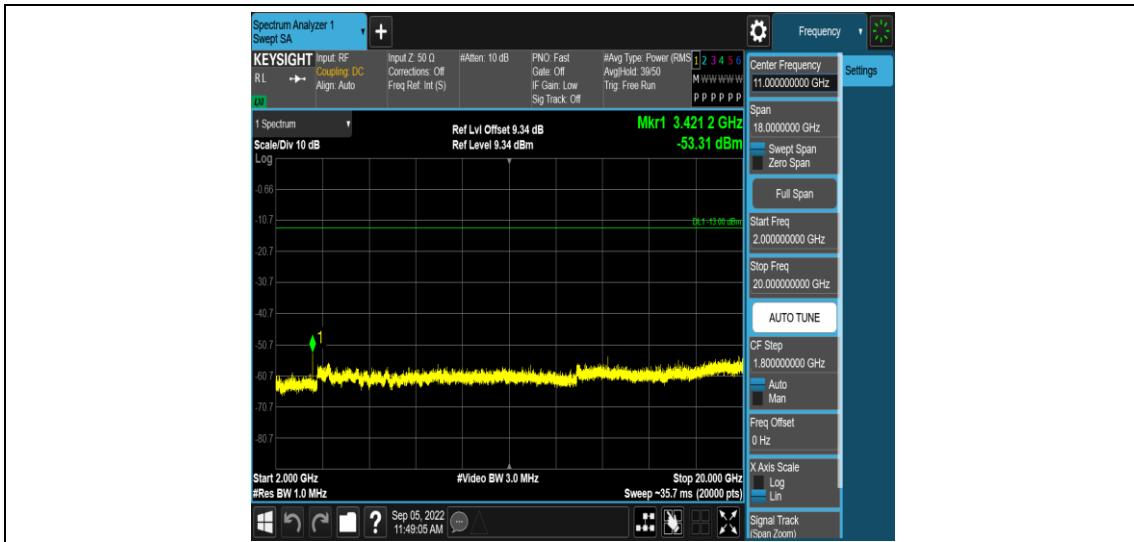 Spectrum Analyzer 1
Swept SA
+
Frequency
KEYSIGHT
RL
LXI
Input: RF
Coupling: DC
Align: Auto
Input Z: 50 Ω
Corrections: Off
Freq Ref: Int (S)
#Atten: 10 dB
PNO: Fast
Gate: Off
IF Gain: Low
Sig Track: Off
#Avg Type: Power (RMS
Avg|Hold: 39/50
Trig: Free Run
1 2 3 4 5 6
M W W W W W
P P P P P P
1 Spectrum
Scale/Div 10 dB
Log
Ref Lvl Offset 9.34 dB
Ref Level 9.34 dBm
Mkr1 3.421 2 GHz
-53.31 dBm
-0.66
-10.7
DL1 -13.00 dBm
-20.7
-30.7
-40.7
-50.7
1
-60.7
-70.7
-80.7
Start 2.000 GHz
#Res BW 1.0 MHz
#Video BW 3.0 MHz
Stop 20.000 GHz
Sweep ~35.7 ms (20000 pts)
?
Sep 05, 2022
11:49:05 AM
Center Frequency
11.000000000 GHz
Settings
Span
18.0000000 GHz
Swept Span
Zero Span
Full Span
Start Freq
2.000000000 GHz
Stop Freq
20.000000000 GHz
AUTO TUNE
CF Step
1.800000000 GHz
Auto
Man
Freq Offset
0 Hz
X Axis Scale
Log
Lin
Signal Track
(Span Zoom)